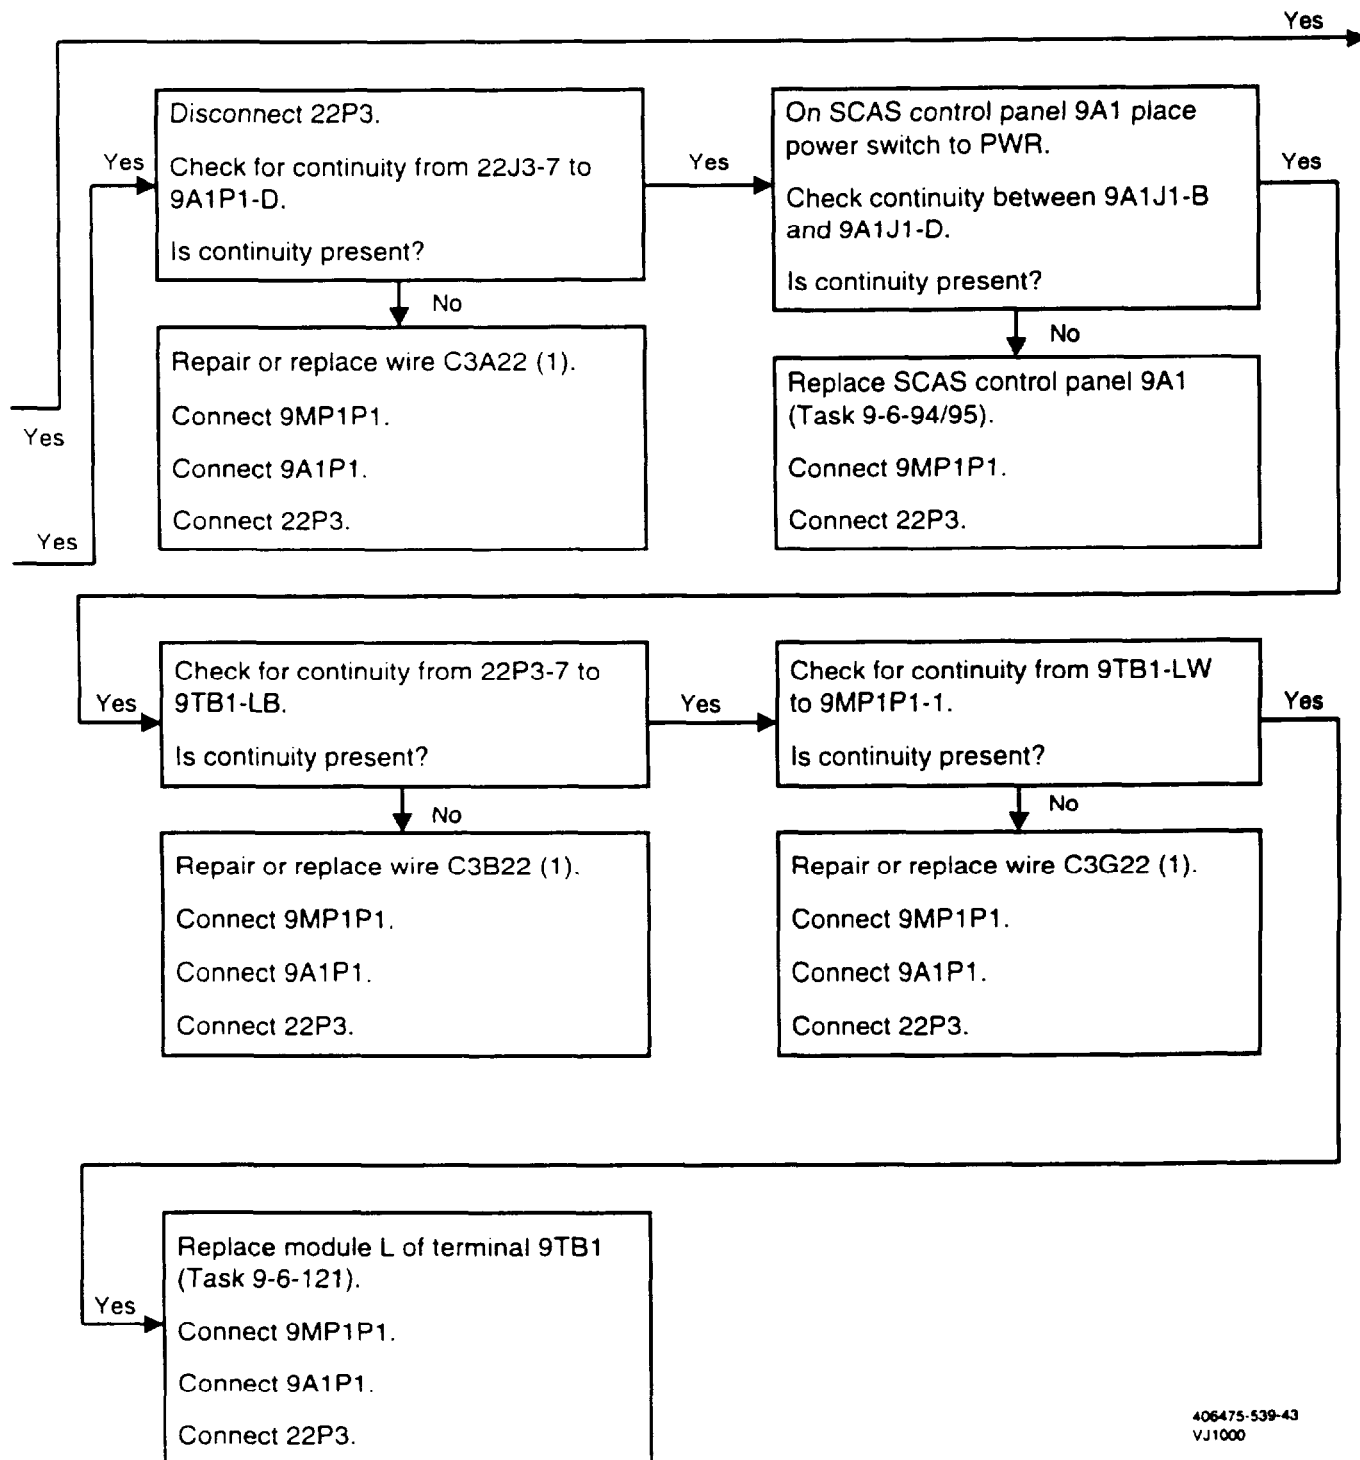 Yes
Disconnect 22P3.
Check for continuity from 22J3-7 to
9A1P1-D.
Is continuity present?
Yes
Yes
On SCAS control panel 9A1 place
power switch to PWR.
Check continuity between 9A1J1-B
and 9A1J1-D.
Is continuity present?
Yes
No
No
Repair or replace wire C3A22 (1).
Connect 9MP1P1.
Connect 9A1P1.
Connect 22P3.
Replace SCAS control panel 9A1
(Task 9-6-94/95).
Connect 9MP1P1.
Connect 22P3.
Yes
Yes
Yes
Check for continuity from 22P3-7 to
9TB1-LB.
Is continuity present?
Yes
Check for continuity from 9TB1-LW
to 9MP1P1-1.
Is continuity present?
Yes
No
No
Repair or replace wire C3B22 (1).
Connect 9MP1P1.
Connect 9A1P1.
Connect 22P3.
Repair or replace wire C3G22 (1).
Connect 9MP1P1.
Connect 9A1P1.
Connect 22P3.
Yes
Replace module L of terminal 9TB1
(Task 9-6-121).
Connect 9MP1P1.
Connect 9A1P1.
Connect 22P3.
406475-539-43
VJ1000